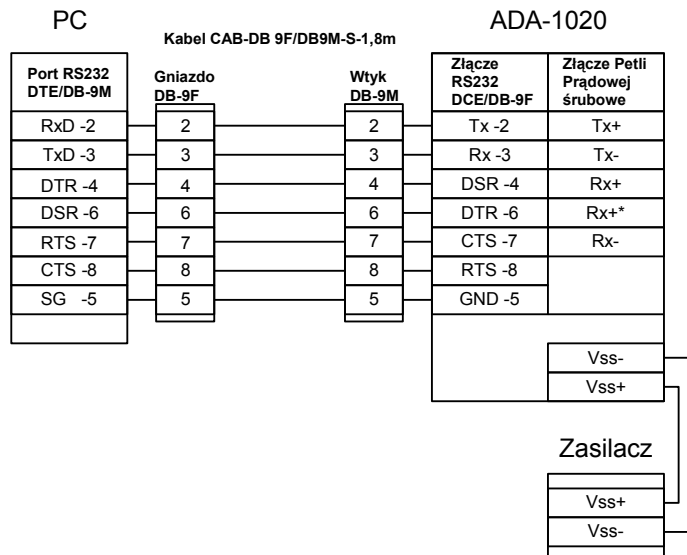 PC
ADA-1020
Kabel CAB-DB 9F/DB9M-S-1,8m
Port RS232
DTE/DB-9M
Gniazdo
DB-9F
Wtyk
DB-9M
Złącze
RS232
DCE/DB-9F
Złącze Petli
Prądowej
śrubowe
RxD -2 2 2 Tx -2 Tx+
TxD -3 3 3 Rx -3 Tx-
DTR -4 4 4 DSR -4 Rx+
DSR -6 6 6 DTR -6 Rx+*
RTS -7 7 7 CTS -7 Rx-
CTS -8 8 8 RTS -8
SG -5 5 5 GND -5
Vss-
Vss+
Zasilacz
Vss+
Vss-